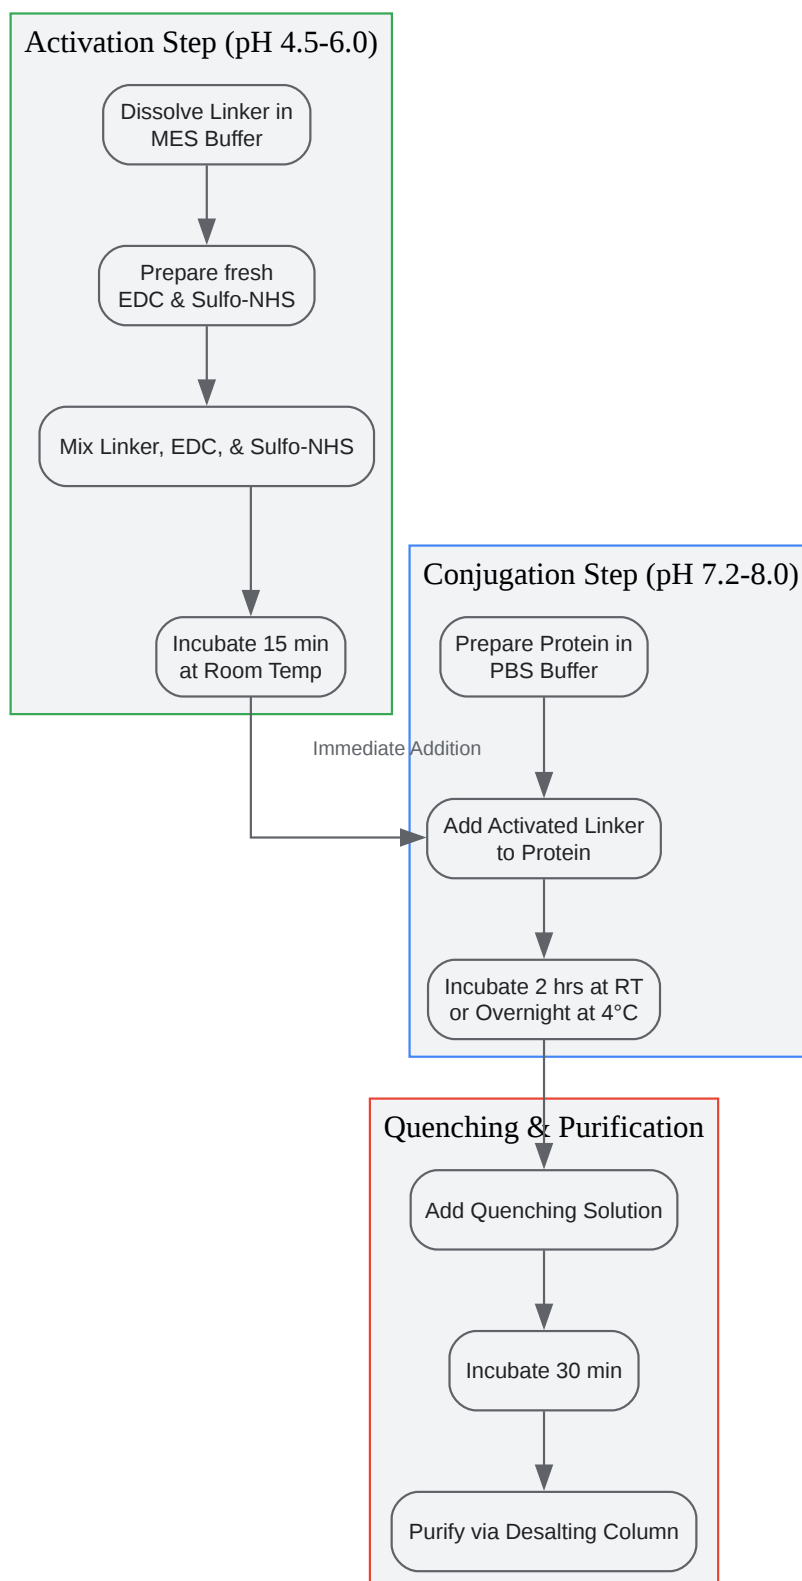 Activation Step (pH 4.5-6.0)
Dissolve Linker in
MES Buffer
Prepare fresh
EDC & Sulfo-NHS
Mix Linker, EDC, & Sulfo-NHS
Incubate 15 min
at Room Temp
Immediate Addition
Conjugation Step (pH 7.2-8.0)
Prepare Protein in
PBS Buffer
Add Activated Linker
to Protein
Incubate 2 hrs at RT
or Overnight at 4°C
Quenching & Purification
Add Quenching Solution
Incubate 30 min
Purify via Desalting Column